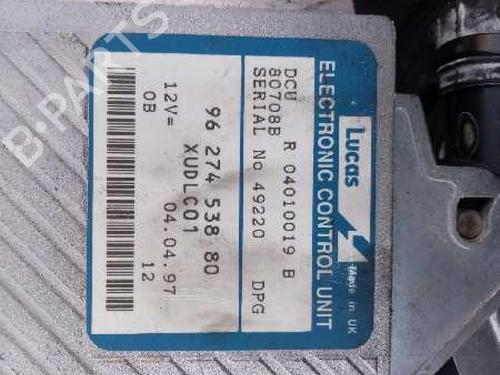 Lucas
Made in UK
ELECTRONIC CONTROL UNIT
DCU
80708B R 04010019 B
SERIAL No 49220 DPG
96 274 538 80
XUDLC01
12V= 04.04.97
0B 12
B-PARTS